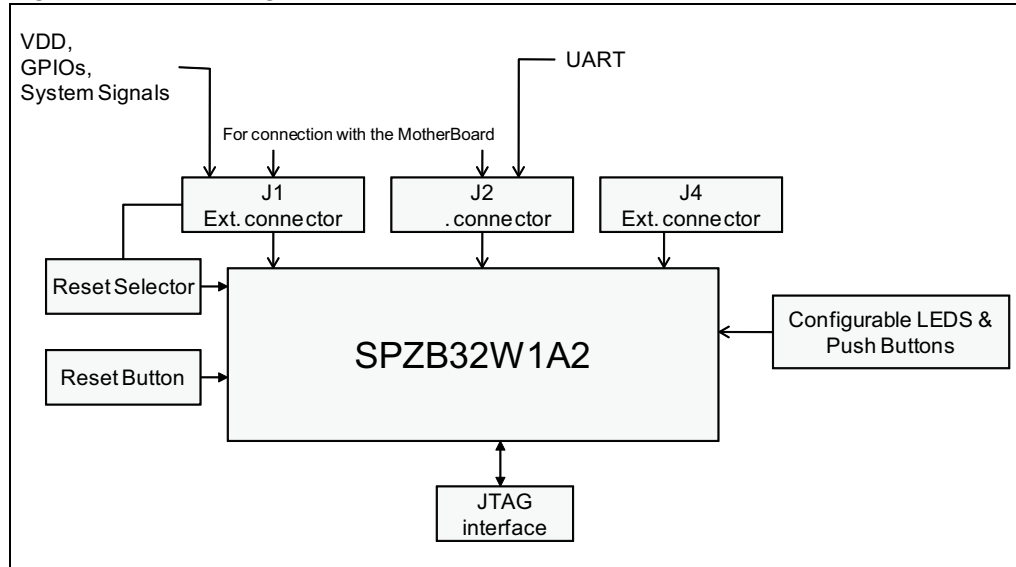 VDD,
GPIOs,
System Signals
UART
For connection with the MotherBoard
J1
Ext. connector
J2
. connector
J4
Ext. connector
Reset Selector
Configurable LEDS &
Push Buttons
SPZB32W1A2
Reset Button
JTAG
interface